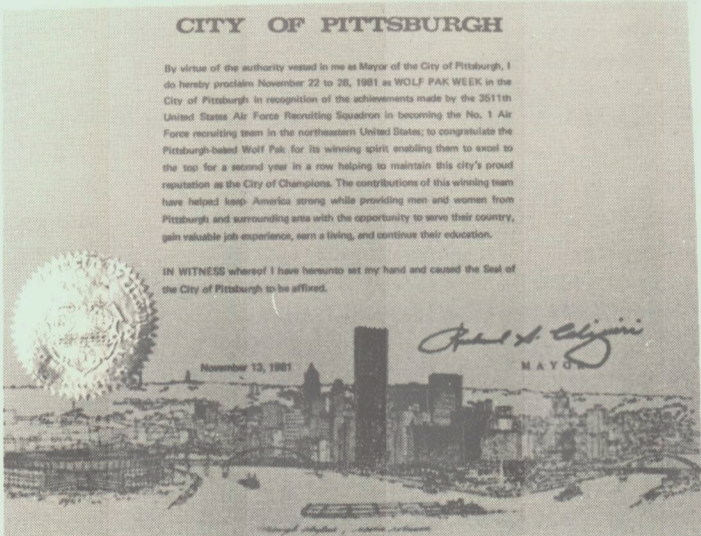 CITY OF PITTSBURGH
By virtue of the authority vested in me as Mayor of the City of Pittsburgh, I
do hereby proclaim November 22 to 28, 1981 as WOLF PAK WEEK in the
City of Pittsburgh in recognition of the achievements made by the 3511th
United States Air Force Recruiting Squadron in becoming the No. 1 Air
Force recruiting team in the northeastern United States; to congratulate the
Pittsburgh-based Wolf Pak for its winning spirit enabling them to excel to
the top for a second year in a row helping to maintain this city's proud
reputation as the City of Champions. The contributions of this winning team
have helped keep America strong while providing men and women from
Pittsburgh and surrounding area with the opportunity to serve their country,
gain valuable job experience, earn a living, and continue their education.
IN WITNESS whereof I have hereunto set my hand and caused the Seal of
the City of Pittsburgh to be affixed.
Richard S. Caliguiri
November 13, 1981
MAYOR